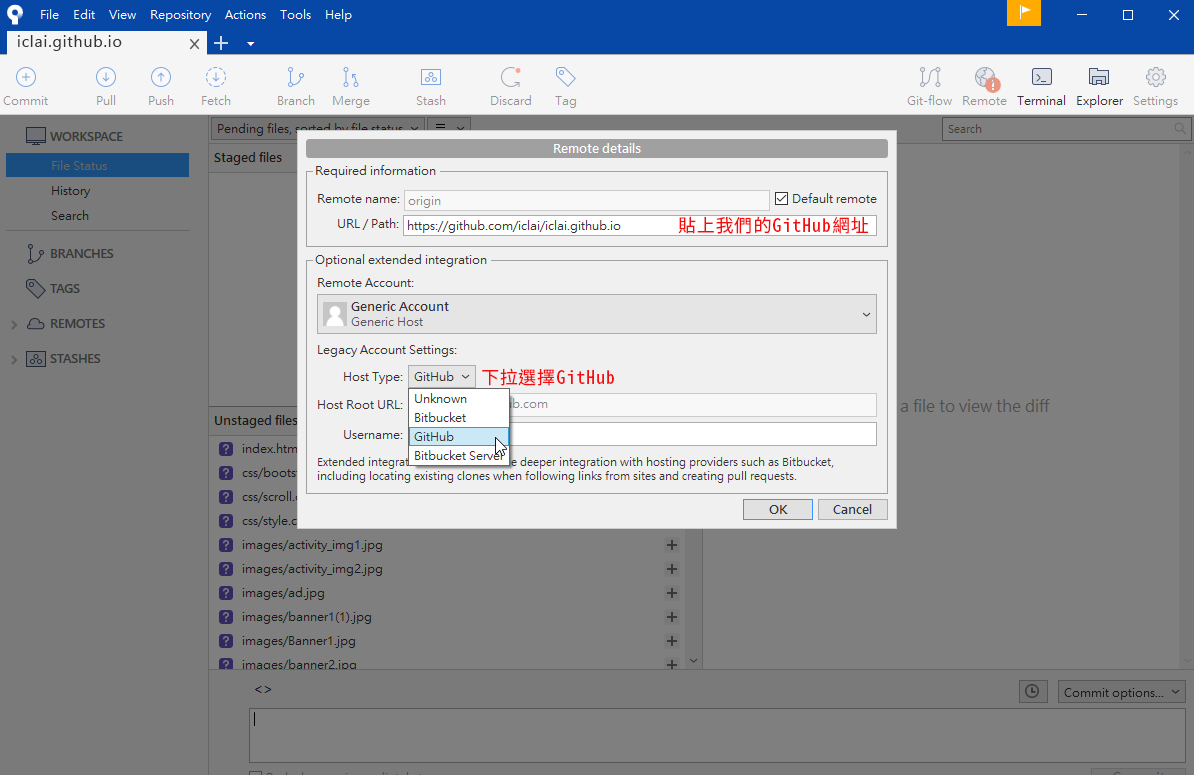 File Edit View Repository Actions Tools Help
iclai.github.io
Commit Pull Push Fetch Branch Merge Stash Discard Tag Git-flow Remote Terminal Explorer Settings
WORKSPACE
File Status
History
Search
BRANCHES
TAGS
REMOTES
STASHES
Pending files, sorted by file status
Search
Staged files
Remote details
Required information
Remote name: origin Default remote
URL / Path: https://github.com/iclai/iclai.github.io 貼上我們的GitHub網址
Optional extended integration
Remote Account:
Generic Account
Generic Host
Legacy Account Settings:
Host Type: GitHub 下拉選擇GitHub
Unknown
Bitbucket
GitHub
Bitbucket Server
Host Root URL: .com
Username:
Extended deeper integration with hosting providers such as Bitbucket,
including locating existing clones when following links from sites and creating pull requests.
OK Cancel
a file to view the diff
Unstaged files
index.htm
css/boots
css/scroll.
css/style.c
images/activity_img1.jpg
images/activity_img2.jpg
images/ad.jpg
images/banner1(1).jpg
images/Banner1.jpg
images/banner2.jpg
<>
Commit options...